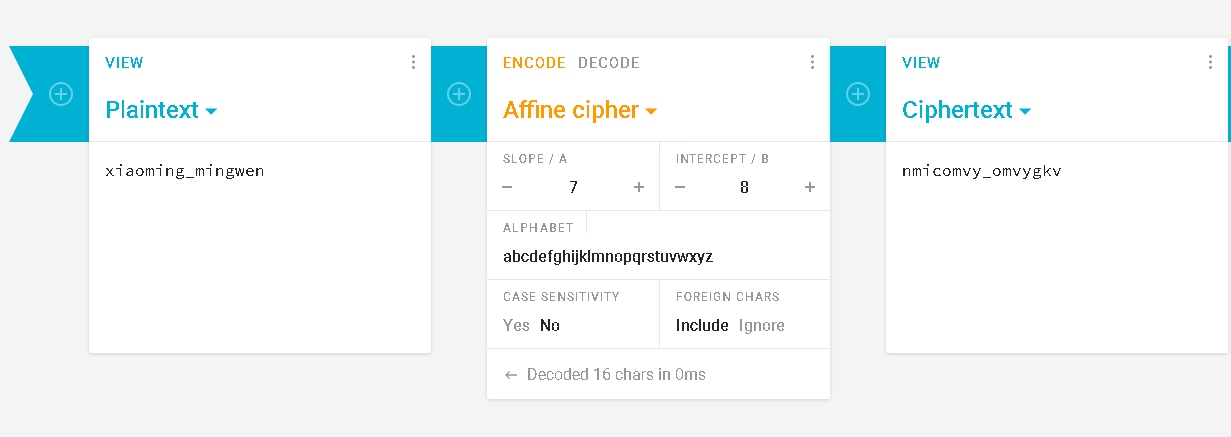 VIEW
Plaintext
xiaoming_mingwen
ENCODE DECODE
Affine cipher
SLOPE / A
7
INTERCEPT / B
8
ALPHABET
abcdefghijklmnopqrstuvwxyz
CASE SENSITIVITY
Yes No
FOREIGN CHARS
Include Ignore
← Decoded 16 chars in 0ms
VIEW
Ciphertext
nmicomvy_omvygkv